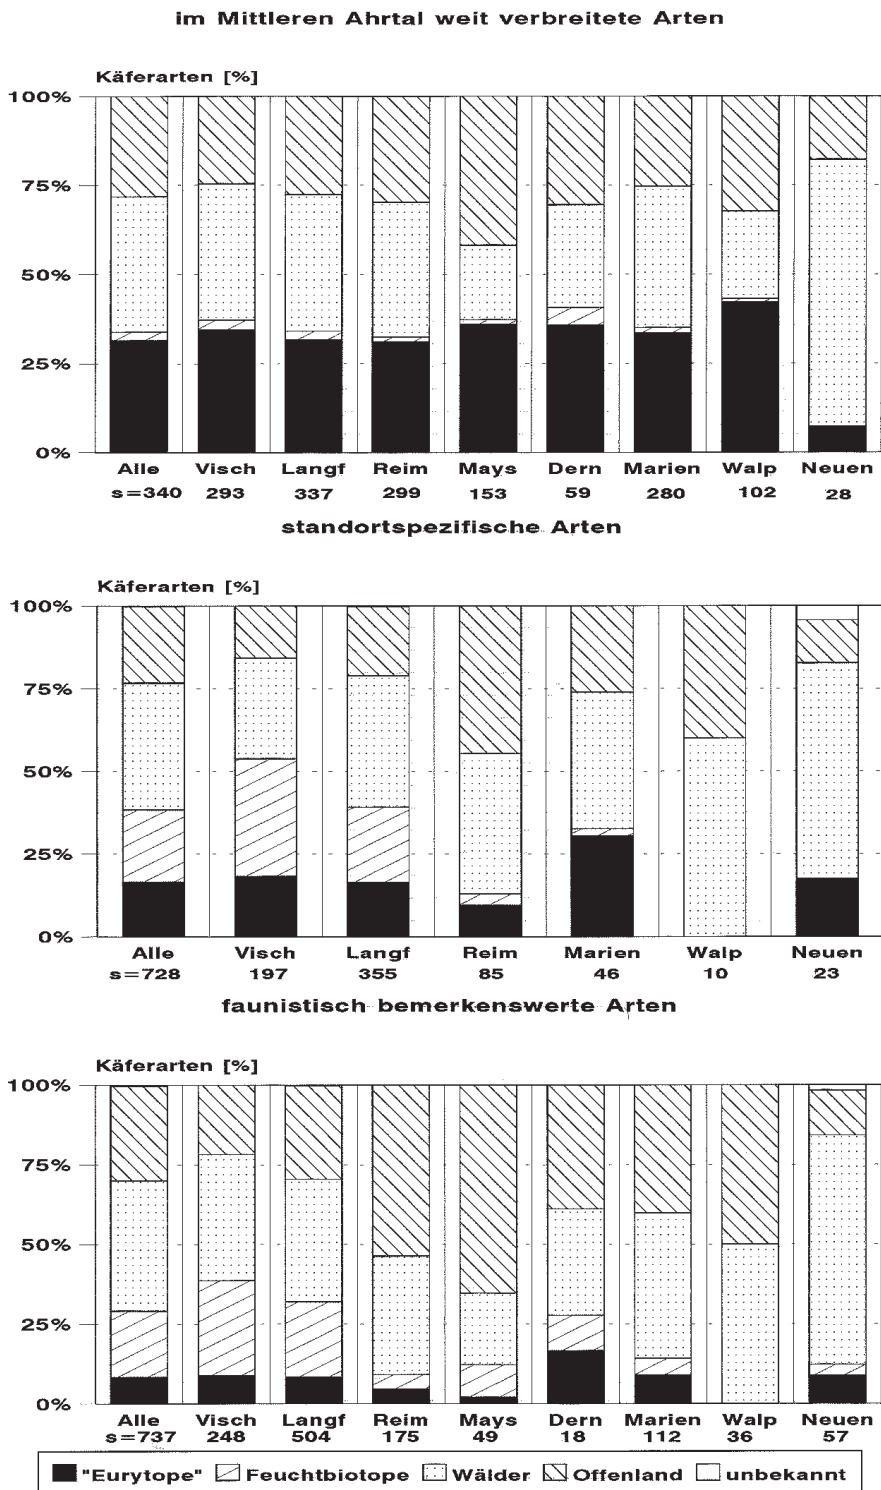 im Mittleren Ahrtal weit verbreitete Arten
Käferarten [%]
100%
75%
50%
25%
0%
Alle Visch Langf Reim Mays Dern Marien Walp Neuen
s=340 293 337 299 153 59 280 102 28
standortspezifische Arten
Käferarten [%]
100%
75%
50%
25%
0%
Alle Visch Langf Reim Marien Walp Neuen
s=728 197 355 85 46 10 23
faunistisch bemerkenswerte Arten
Käferarten [%]
100%
75%
50%
25%
0%
Alle Visch Langf Reim Mays Dern Marien Walp Neuen
s=737 248 504 175 49 18 112 36 57
"Eurytope" Feuchtbiotope Wälder Offenland unbekannt